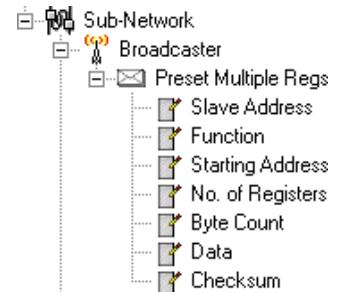 Sub-Network
Broadcaster
Preset Multiple Regs
Slave Address
Function
Starting Address
No. of Registers
Byte Count
Data
Checksum